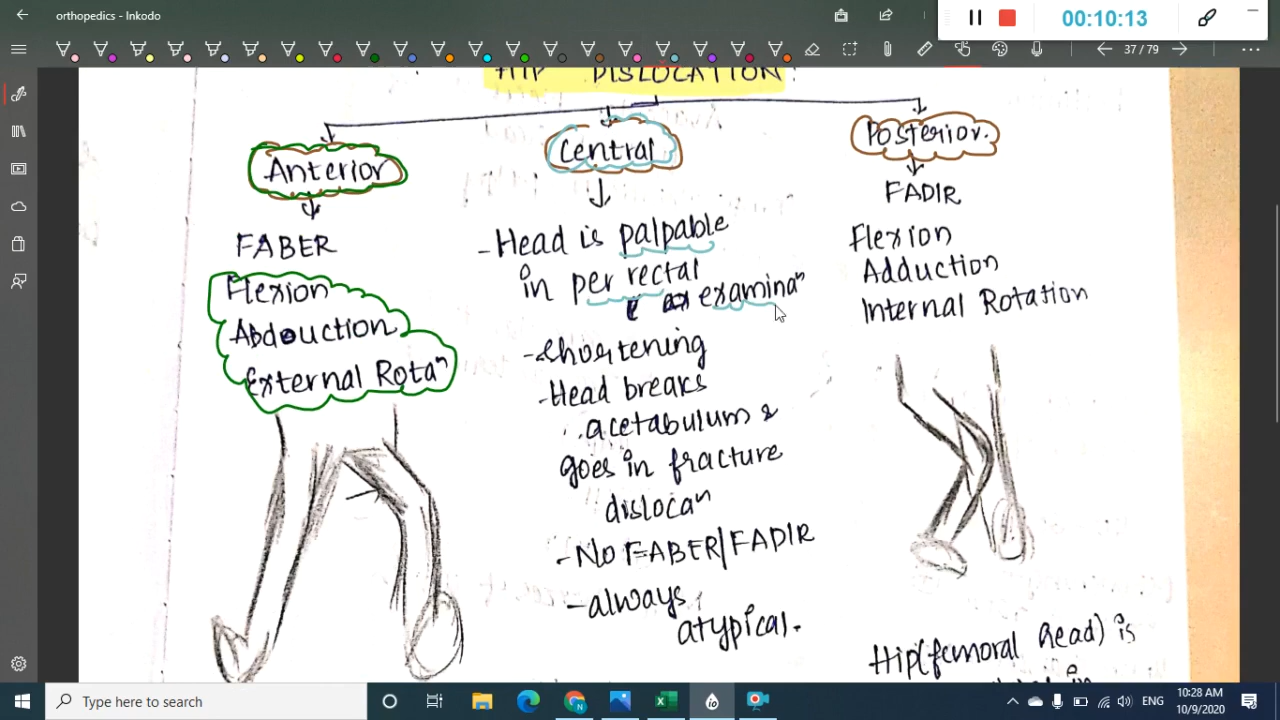 orthopedics - Inkodo
00:10:13
37 / 79
HIP DISLOCATION
Anterior
FABER
Flexion
Abduction
External Rotaⁿ
Central
- Head is palpable
in per rectal
examinaⁿ
- Shortening
- Head breaks
acetabulum &
goes in fracture
dislocaⁿ
- No FABER/FADIR
- always
atypical.
Posterior.
FADIR
Flexion
Adduction
Internal Rotation
Hip (femoral head) is
Type here to search
ENG
10:28 AM
10/9/2020